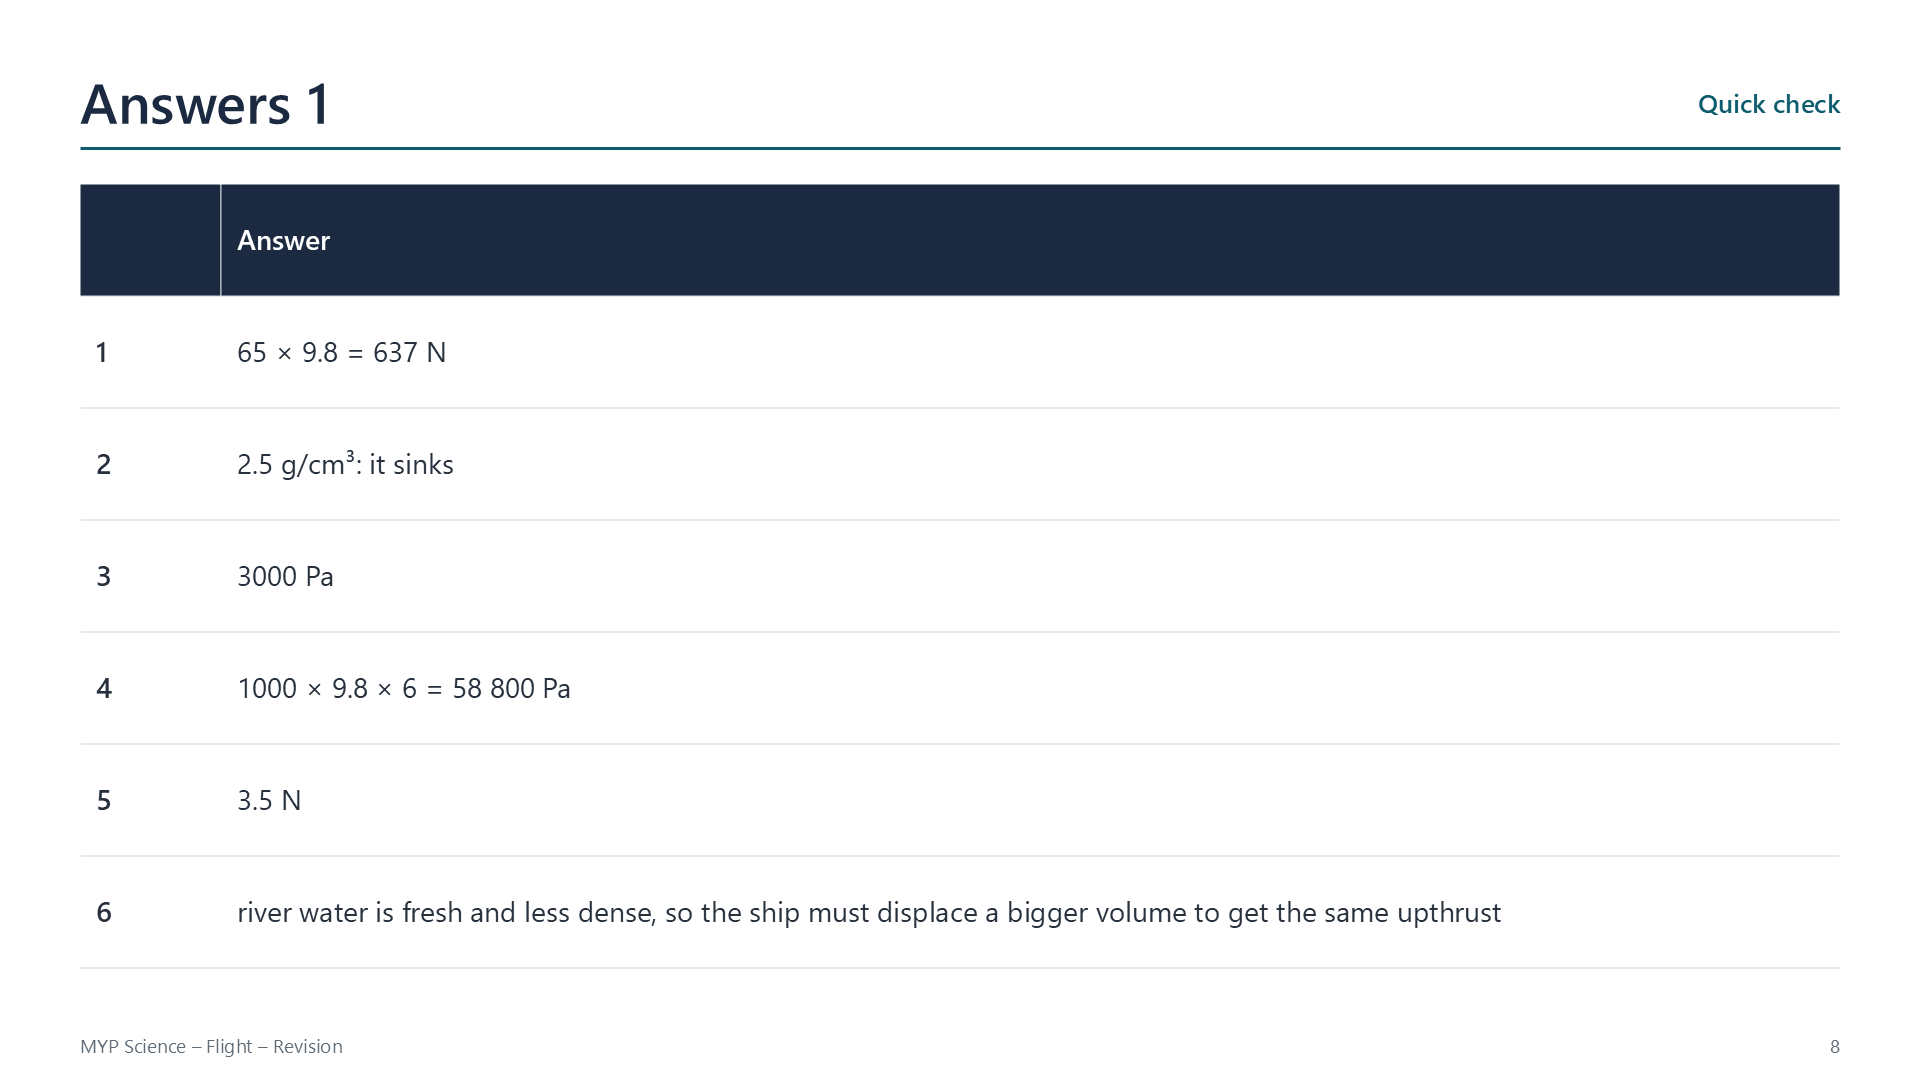 Answers 1
Quick check
Answer
1 65 × 9.8 = 637 N
2 2.5 g/cm³: it sinks
3 3000 Pa
4 1000 × 9.8 × 6 = 58 800 Pa
5 3.5 N
6 river water is fresh and less dense, so the ship must displace a bigger volume to get the same upthrust
MYP Science – Flight – Revision
8